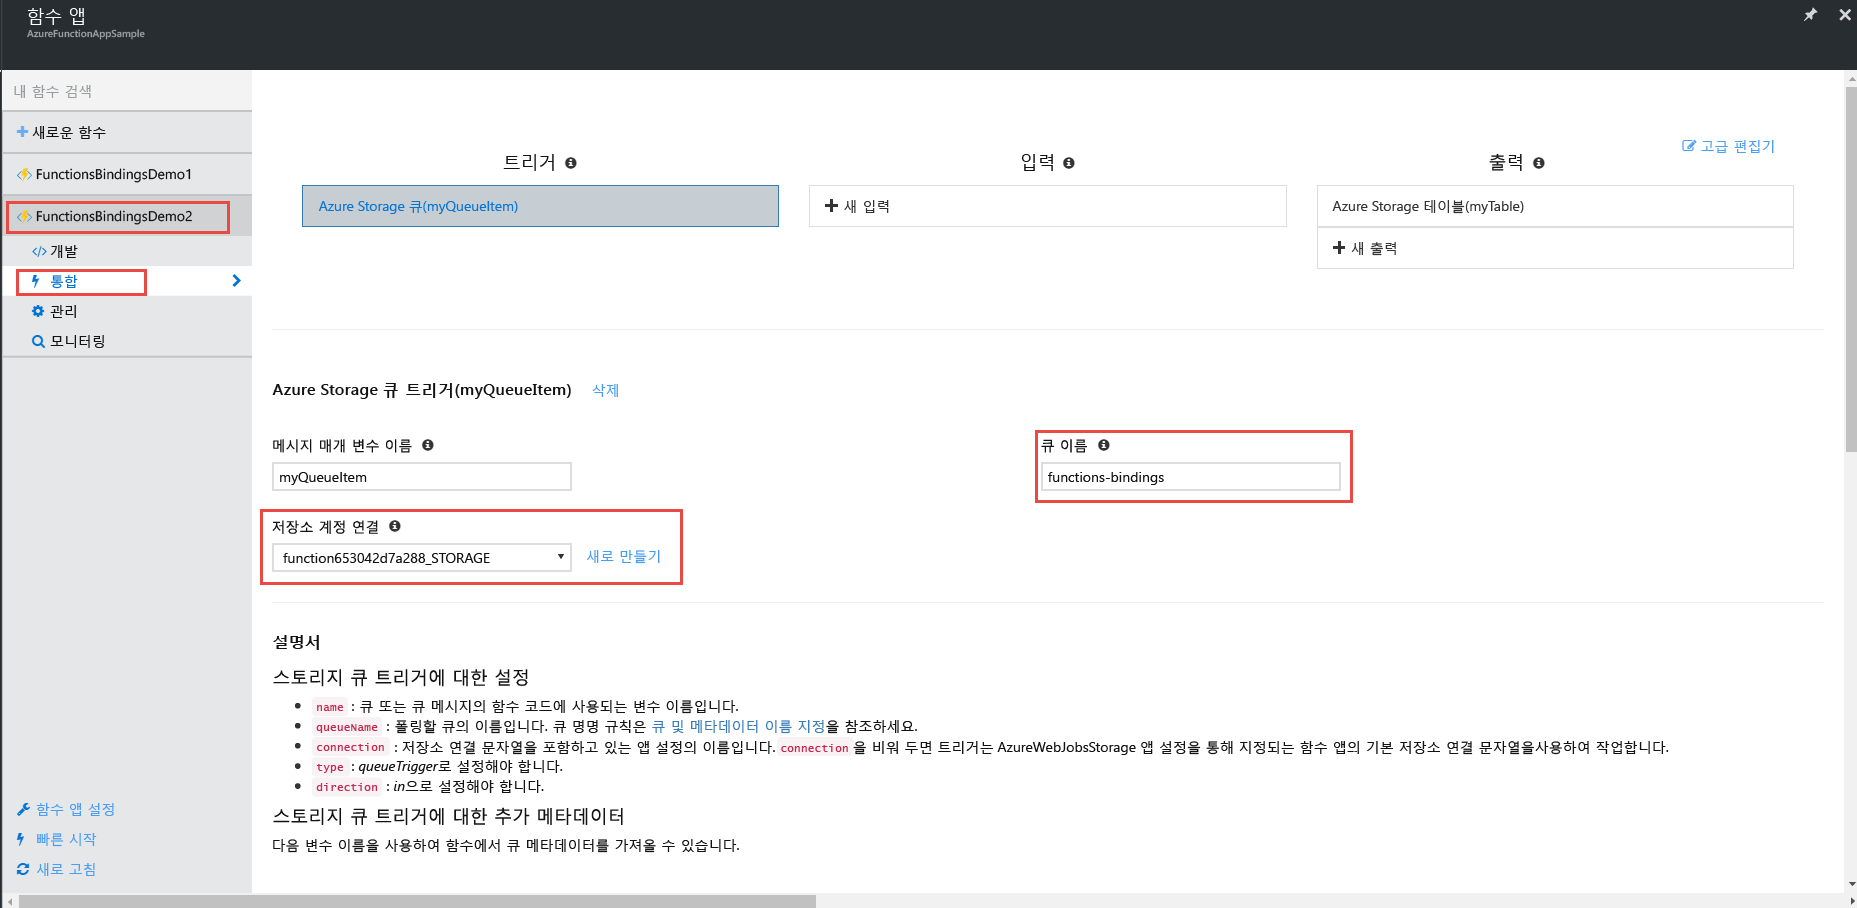 함수 앱
AzureFunctionAppSample
내 함수 검색
새로운 함수
FunctionsBindingsDemo1
FunctionsBindingsDemo2
개발
통합
관리
모니터링
함수 앱 설정
빠른 시작
새로 고침
고급 편집기
트리거
Azure Storage 큐(myQueueItem)
입력
새 입력
출력
Azure Storage 테이블(myTable)
새 출력
Azure Storage 큐 트리거(myQueueItem) 삭제
메시지 매개 변수 이름
myQueueItem
큐 이름
functions-bindings
저장소 계정 연결
function653042d7a288_STORAGE 새로 만들기
설명서
스토리지 큐 트리거에 대한 설정
name : 큐 또는 큐 메시지의 함수 코드에 사용되는 변수 이름입니다.
queueName : 폴링할 큐의 이름입니다. 큐 명명 규칙은 큐 및 메타데이터 이름 지정을 참조하세요.
connection : 저장소 연결 문자열을 포함하고 있는 앱 설정의 이름입니다. connection 을 비워 두면 트리거는 AzureWebJobsStorage 앱 설정을 통해 지정되는 함수 앱의 기본 저장소 연결 문자열을사용하여 작업합니다.
type : queueTrigger로 설정해야 합니다.
direction : in으로 설정해야 합니다.
스토리지 큐 트리거에 대한 추가 메타데이터
다음 변수 이름을 사용하여 함수에서 큐 메타데이터를 가져올 수 있습니다.